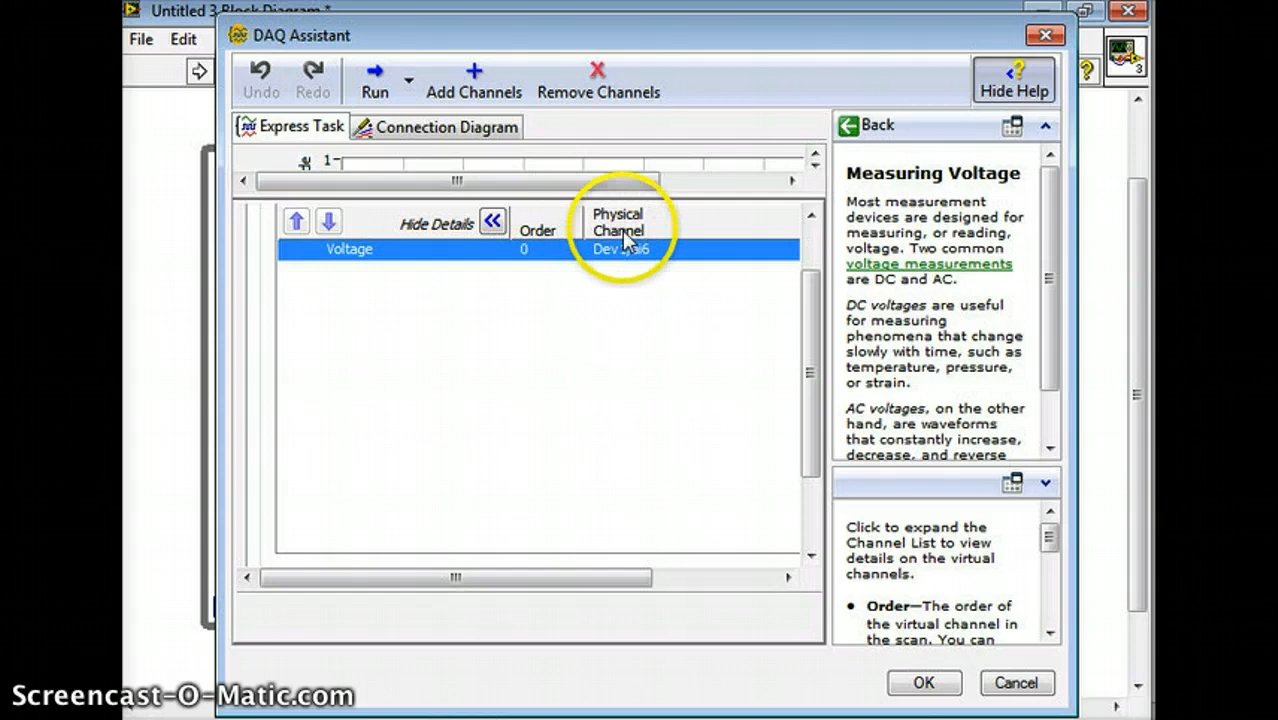 Untitled 3 Block Diagram *
File Edit
DAQ Assistant
3
Undo Redo Run Add Channels Remove Channels Hide Help
Express Task Connection Diagram
Back
1
Hide Details Order Physical Channel
Voltage 0
Measuring Voltage
Most measurement
devices are designed for
measuring, or reading,
voltage. Two common
voltage measurements
are DC and AC.
DC voltages are useful
for measuring
phenomena that change
slowly with time, such as
temperature, pressure,
or strain.
AC voltages, on the other
hand, are waveforms
that constantly increase,
decrease, and reverse
Click to expand the
Channel List to view
details on the virtual
channels.
• Order—The order of
the virtual channel in
the scan. You can
OK Cancel
Screencast-O-Matic.com